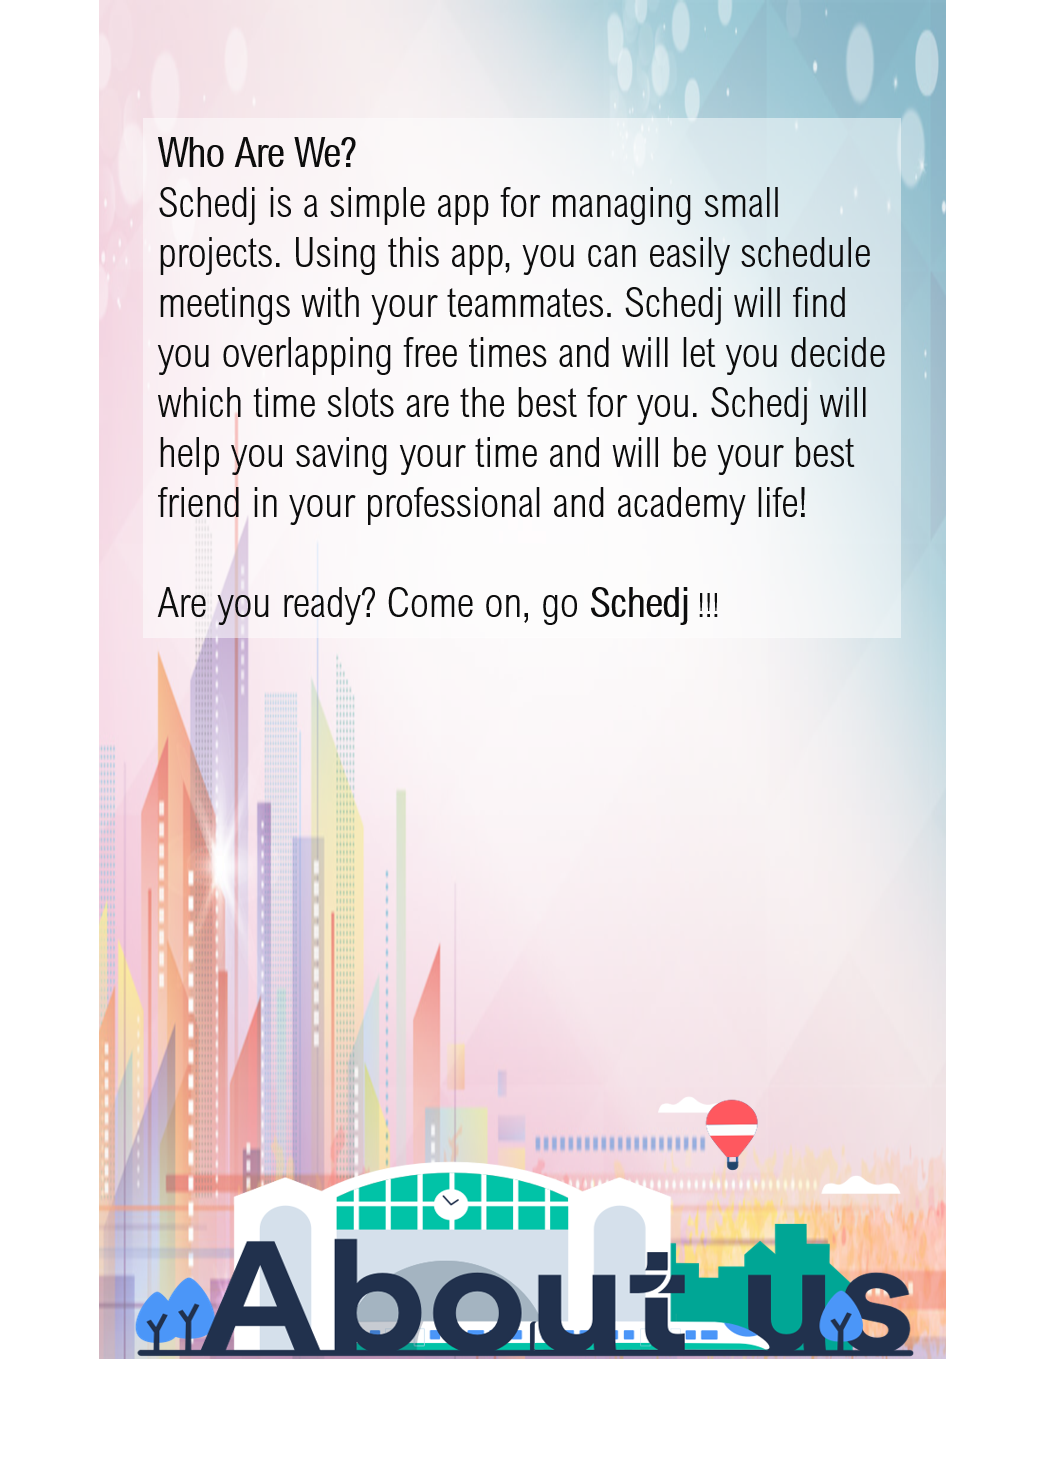 Who Are We?
Schedj is a simple app for managing small
projects. Using this app, you can easily schedule
meetings with your teammates. Schedj will find
you overlapping free times and will let you decide
which time slots are the best for you. Schedj will
help you saving your time and will be your best
friend in your professional and academy life!
Are you ready? Come on, go Schedj !!!
About us